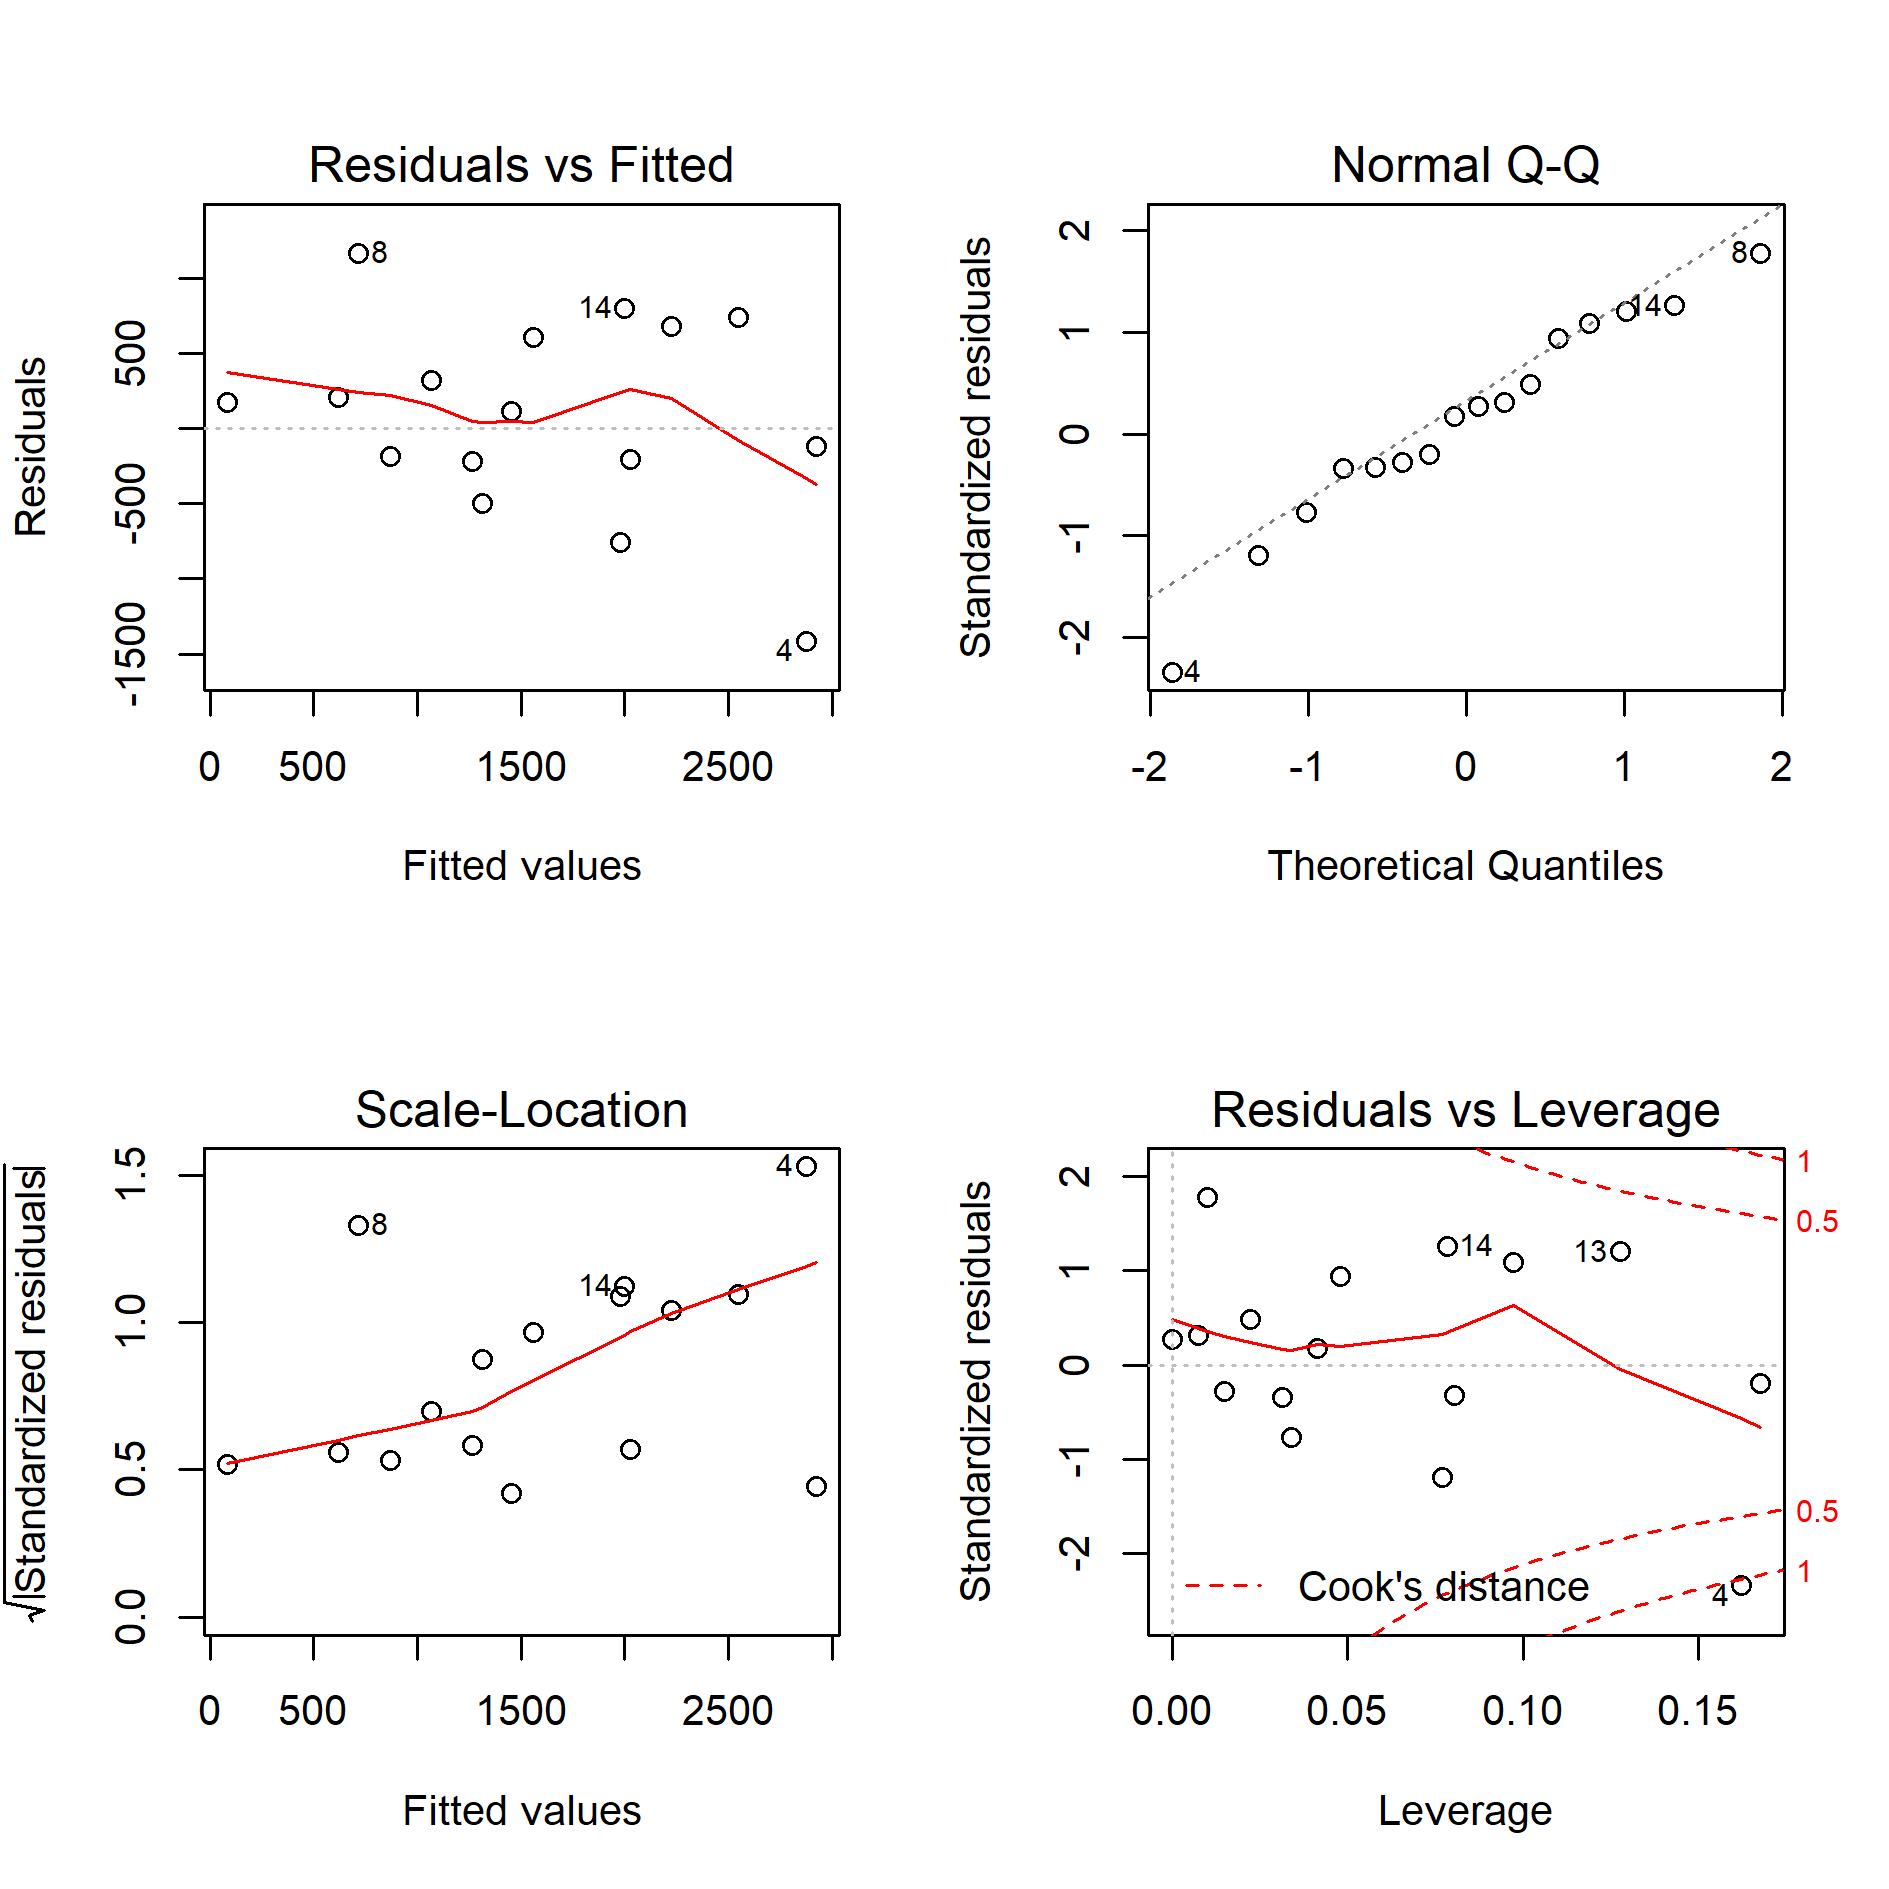 Residuals vs Fitted
Residuals
500
-500
-1500
8
14
4
0 500 1500 2500
Fitted values
Normal Q-Q
Standardized residuals
2
1
0
-1
-2
8
14
4
-2 -1 0 1 2
Theoretical Quantiles
Scale-Location
√|Standardized residuals|
1.5
1.0
0.5
0.0
4
8
14
0 500 1500 2500
Fitted values
Residuals vs Leverage
Standardized residuals
2
1
0
-1
-2
1
0.5
0.5
1
14
13
4
Cook's distance
0.00 0.05 0.10 0.15
Leverage